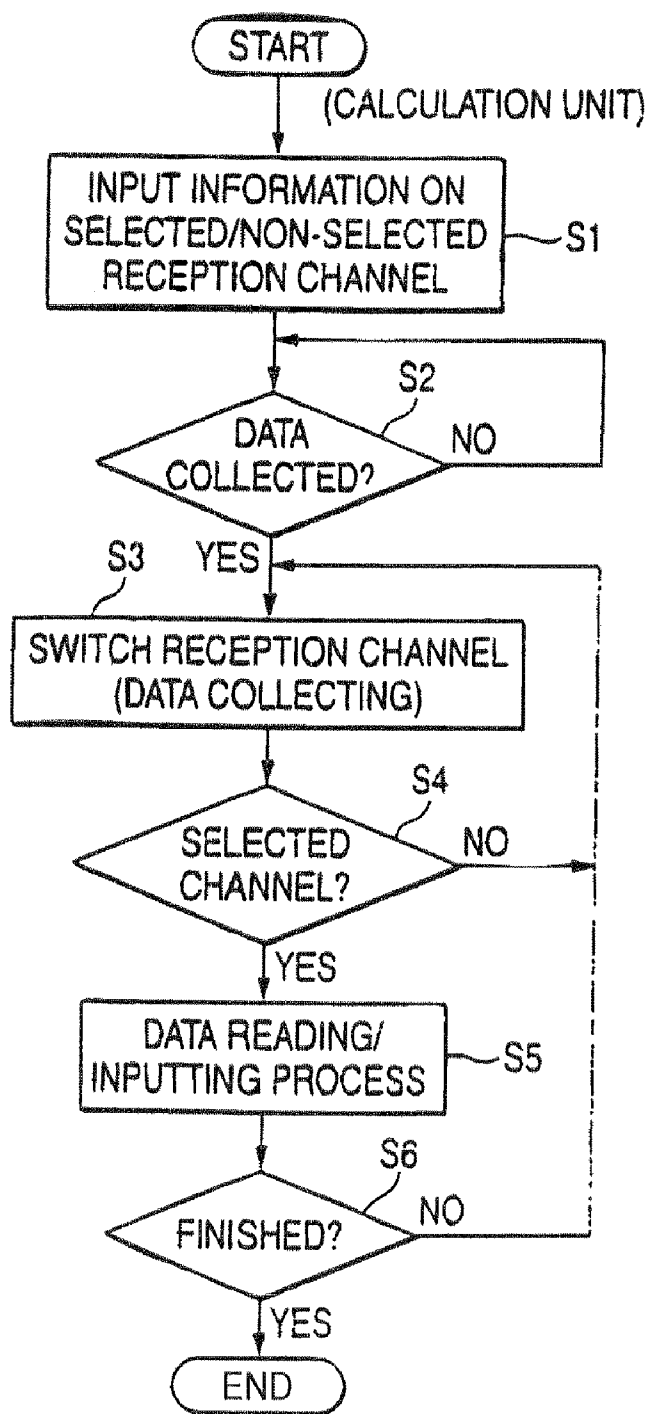 START
(CALCULATION UNIT)
INPUT INFORMATION ON
SELECTED/NON-SELECTED
RECEPTION CHANNEL
S1
S2
DATA
COLLECTED?
NO
YES
S3
SWITCH RECEPTION CHANNEL
(DATA COLLECTING)
S4
SELECTED
CHANNEL?
NO
YES
DATA READING/
INPUTTING PROCESS
S5
S6
FINISHED?
NO
YES
END